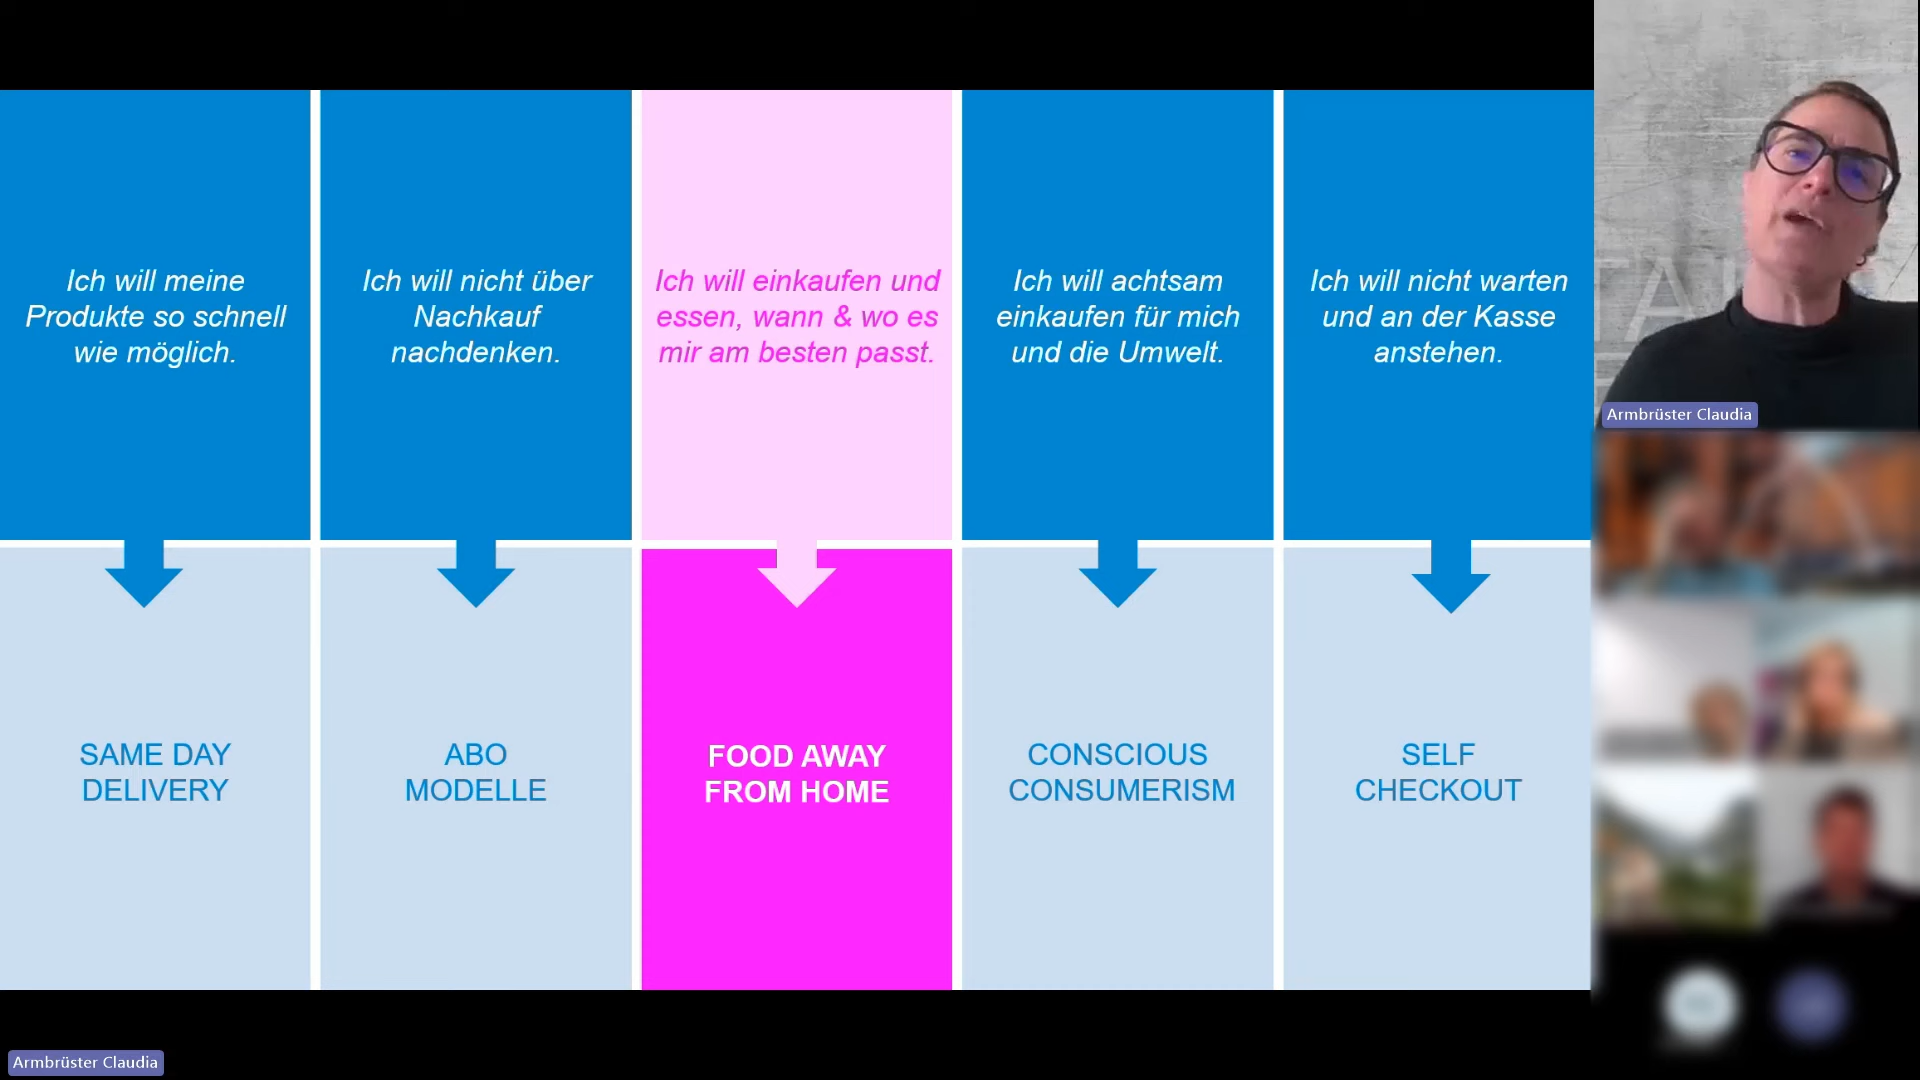 Ich will meine
Produkte so schnell
wie möglich.
Ich will nicht über
Nachkauf
nachdenken.
Ich will einkaufen und
essen, wann & wo es
mir am besten passt.
Ich will achtsam
einkaufen für mich
und die Umwelt.
Ich will nicht warten
und an der Kasse
anstehen.
SAME DAY
DELIVERY
ABO
MODELLE
FOOD AWAY
FROM HOME
CONSCIOUS
CONSUMERISM
SELF
CHECKOUT
Armbrüster Claudia
Armbrüster Claudia